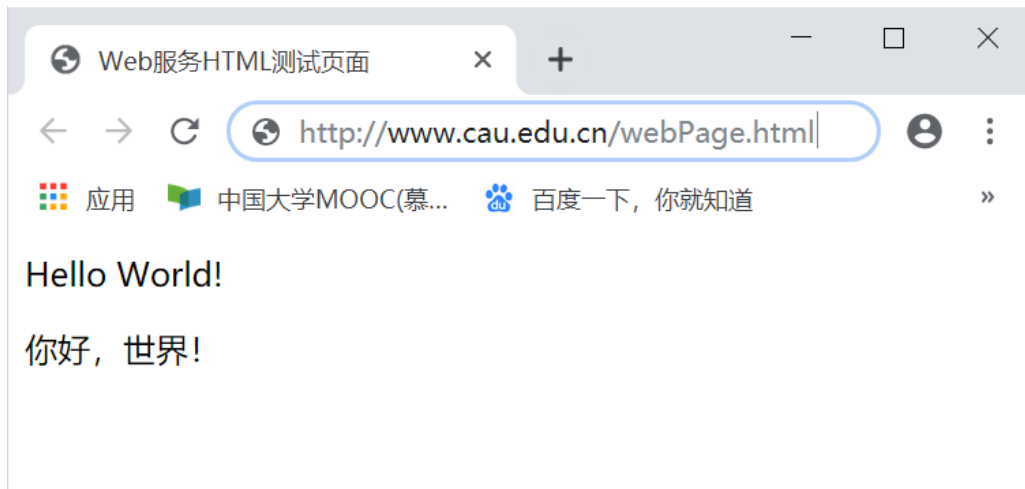 Web服务HTML测试页面
http://www.cau.edu.cn/webPage.html
应用 中国大学MOOC(慕... du 百度一下，你就知道 »
Hello World!
你好，世界！